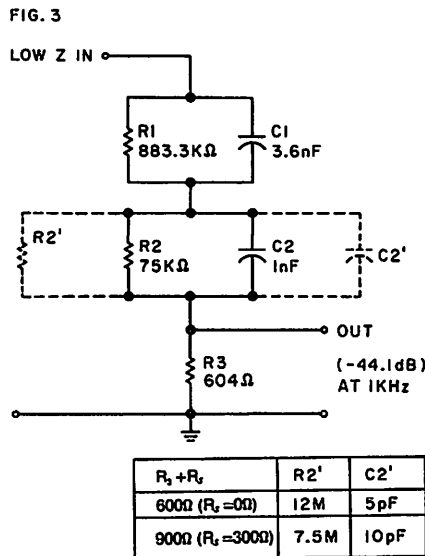 FIG. 3
LOW Z IN
R1
883.3KΩ
C1
3.6nF
R2'
R2
75KΩ
C2
1nF
C2'
OUT
R3
604Ω
(-44.1dB)
AT 1KHz
R₃+Rₛ R2' C2'
600Ω (Rₛ=0Ω) 12M 5pF
900Ω (Rₛ=300Ω) 7.5M 10pF